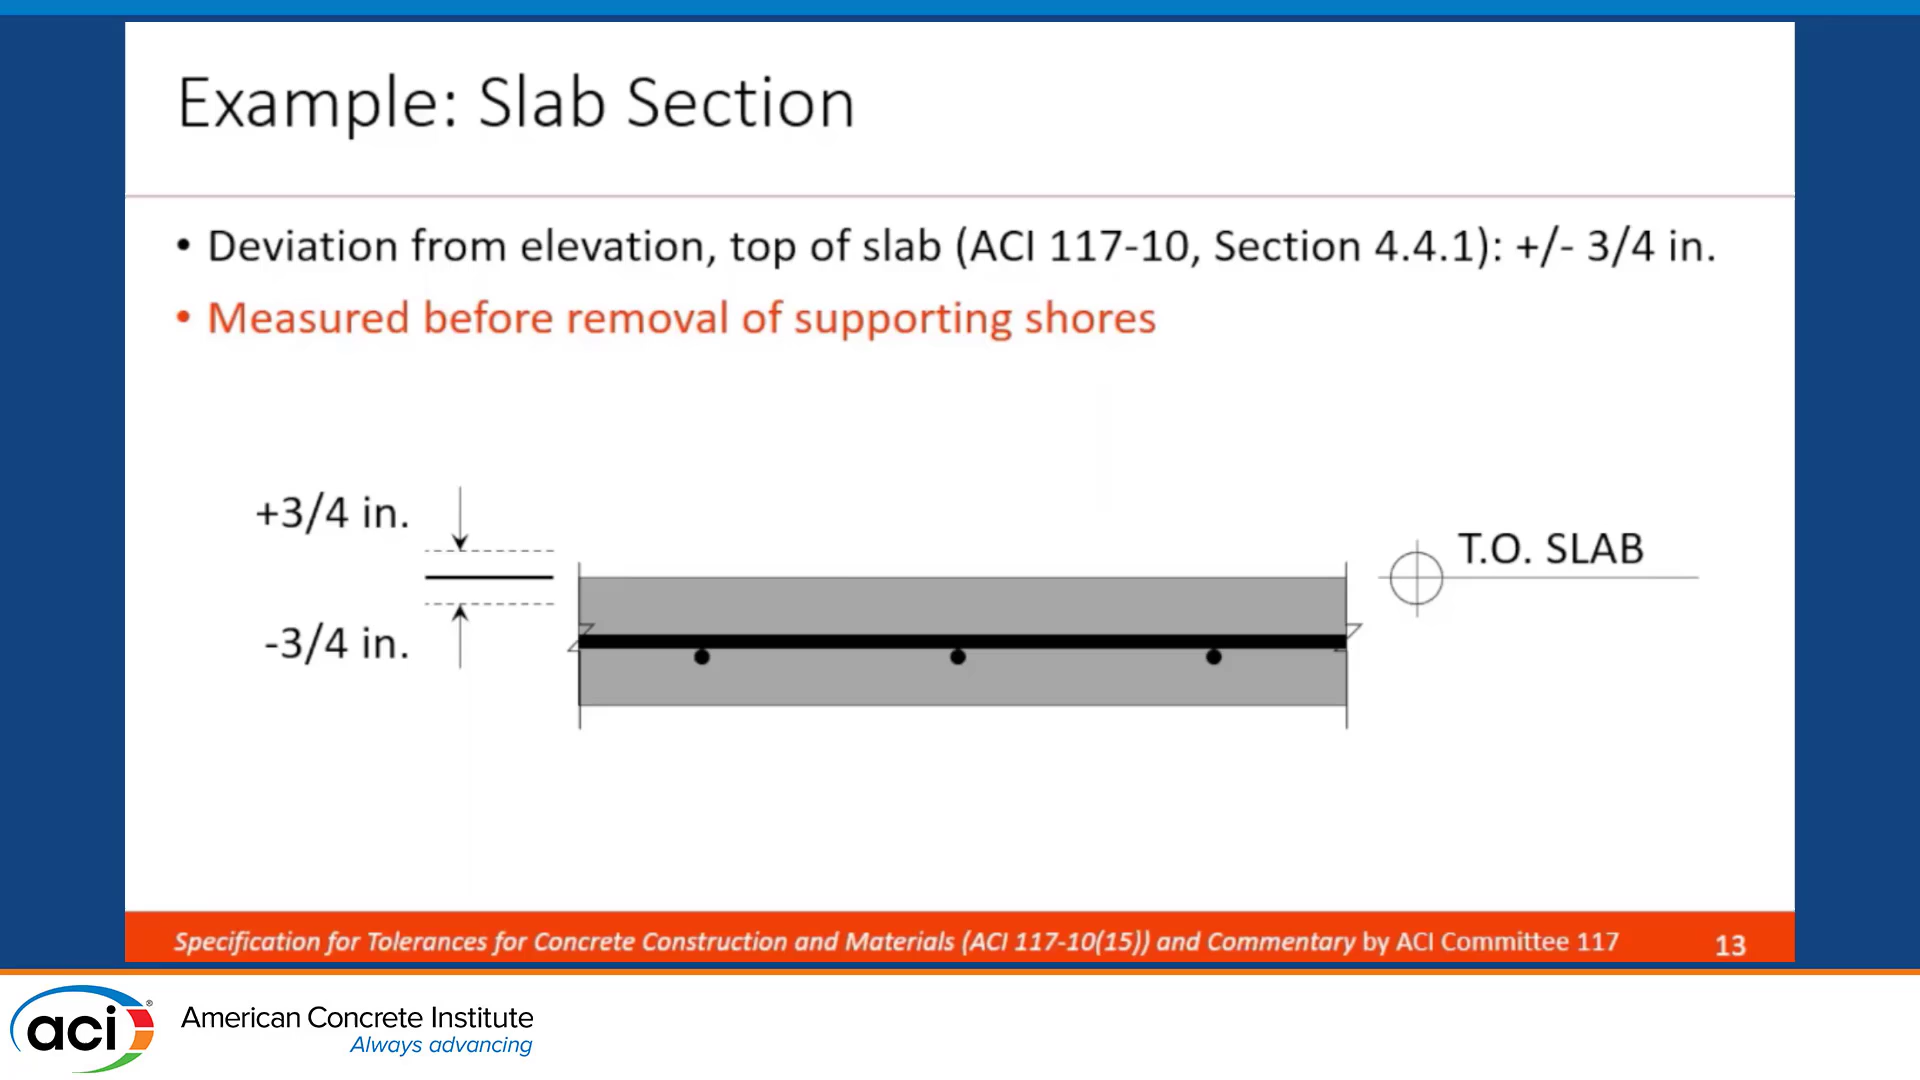 Example: Slab Section
• Deviation from elevation, top of slab (ACI 117-10, Section 4.4.1): +/- 3/4 in.
• Measured before removal of supporting shores
+3/4 in.
T.O. SLAB
-3/4 in.
Specification for Tolerances for Concrete Construction and Materials (ACI 117-10(15)) and Commentary by ACI Committee 117
13
aci®
American Concrete Institute
Always advancing